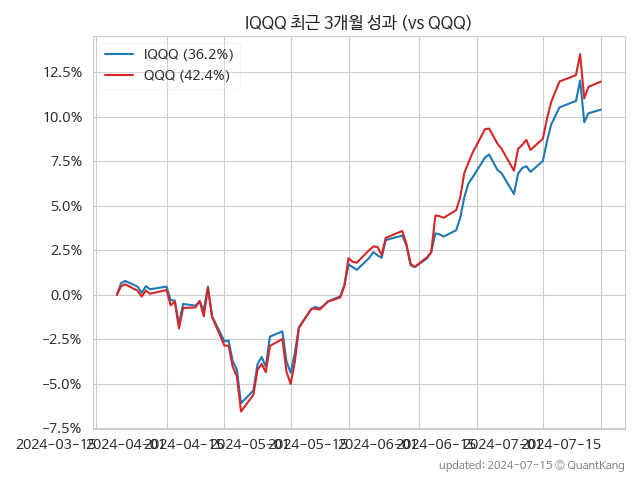 IQQQ 최근 3개월 성과 (vs QQQ)
IQQQ (36.2%)
QQQ (42.4%)
12.5%
10.0%
7.5%
5.0%
2.5%
0.0%
−2.5%
−5.0%
−7.5%
2024-03-15 2024-04-01 2024-04-15 2024-05-01 2024-05-15 2024-06-01 2024-06-15 2024-07-01 2024-07-15
updated: 2024-07-15 © QuantKang